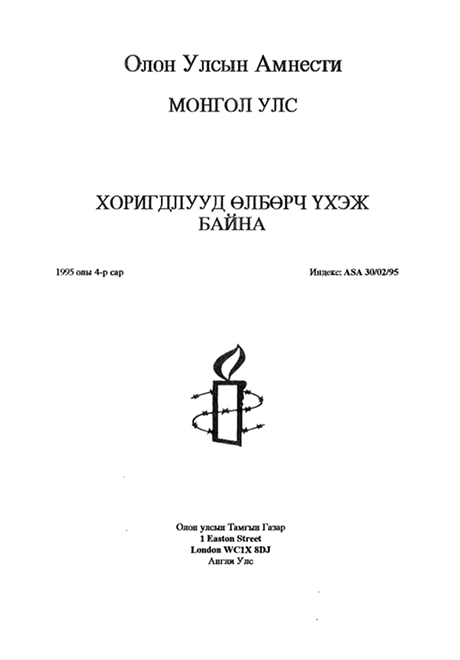 Олон Улсын Амнести
МОНГОЛ УЛС
ХОРИГДЛУУД ӨЛБӨРЧ ҮХЭЖ
БАЙНА
1995 оны 4-р сар
Индекс: ASA 30/02/95
Олон улсын Тамгын Газар
1 Easton Street
London WC1X 8DJ
Англи Улс